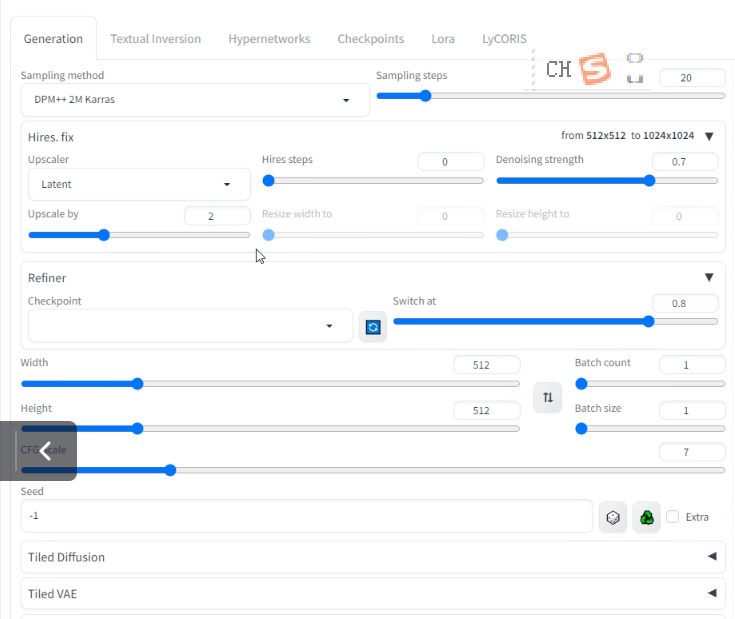 Generation Textual Inversion Hypernetworks Checkpoints Lora LyCORIS
CH S
Sampling method Sampling steps 20
DPM++ 2M Karras
Hires. fix from 512x512 to 1024x1024
Upscaler Hires steps 0 Denoising strength 0.7
Latent
Upscale by 2 Resize width to 0 Resize height to 0
Refiner
Checkpoint Switch at 0.8
Width 512 Batch count 1
Height 512 Batch size 1
CFG Scale 7
Seed
-1 Extra
Tiled Diffusion
Tiled VAE